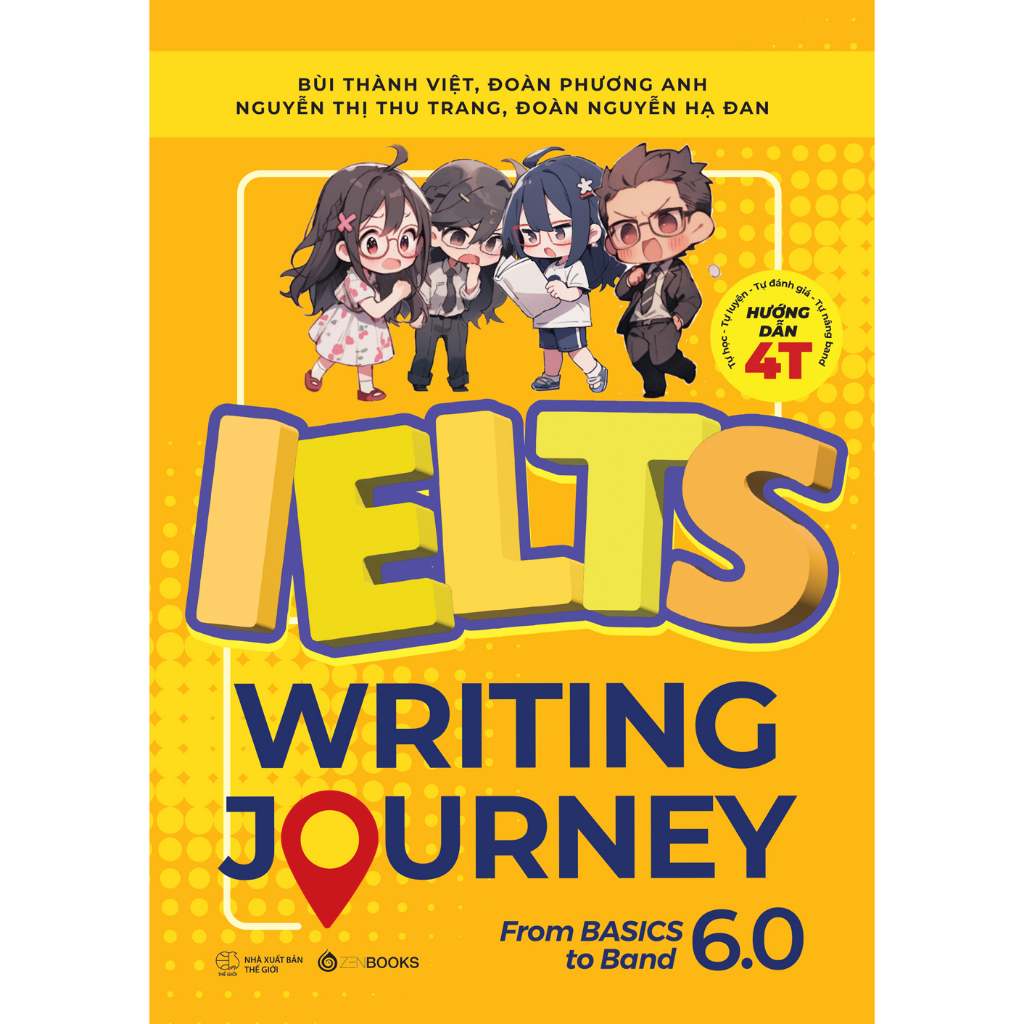 BÙI THÀNH VIỆT, ĐOÀN PHƯƠNG ANH
NGUYỄN THỊ THU TRANG, ĐOÀN NGUYỄN HẠ ĐAN
Tự học - Tự luyện - Tự đánh giá - Tự nâng band
HƯỚNG
DẪN
4T
IELTS
WRITING
JOURNEY
From BASICS
to Band 6.0
THẾ GIỚI
NHÀ XUẤT BẢN
THẾ GIỚI
ZENBOOKS